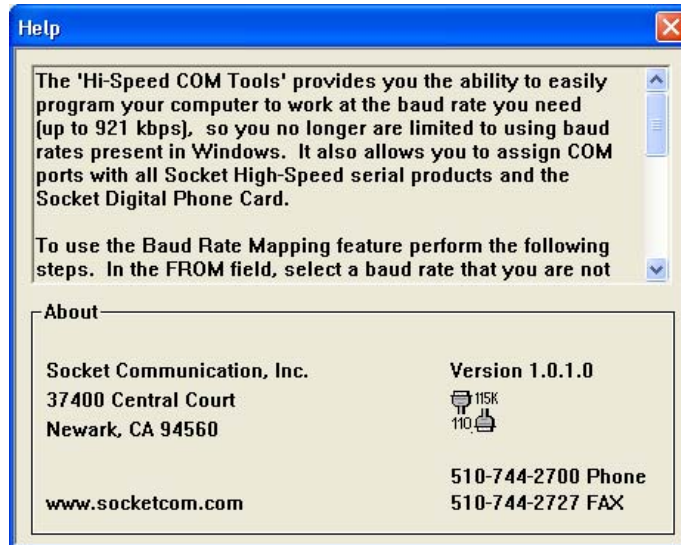 Help
The 'Hi-Speed COM Tools' provides you the ability to easily
program your computer to work at the baud rate you need
(up to 921 kbps),  so you no longer are limited to using baud
rates present in Windows.  It also allows you to assign COM
ports with all Socket High-Speed serial products and the
Socket Digital Phone Card.
To use the Baud Rate Mapping feature perform the following
steps.  In the FROM field, select a baud rate that you are not
About
Socket Communication, Inc.
37400 Central Court
Newark, CA 94560
www.socketcom.com
Version 1.0.1.0
115K
110
510-744-2700 Phone
510-744-2727 FAX